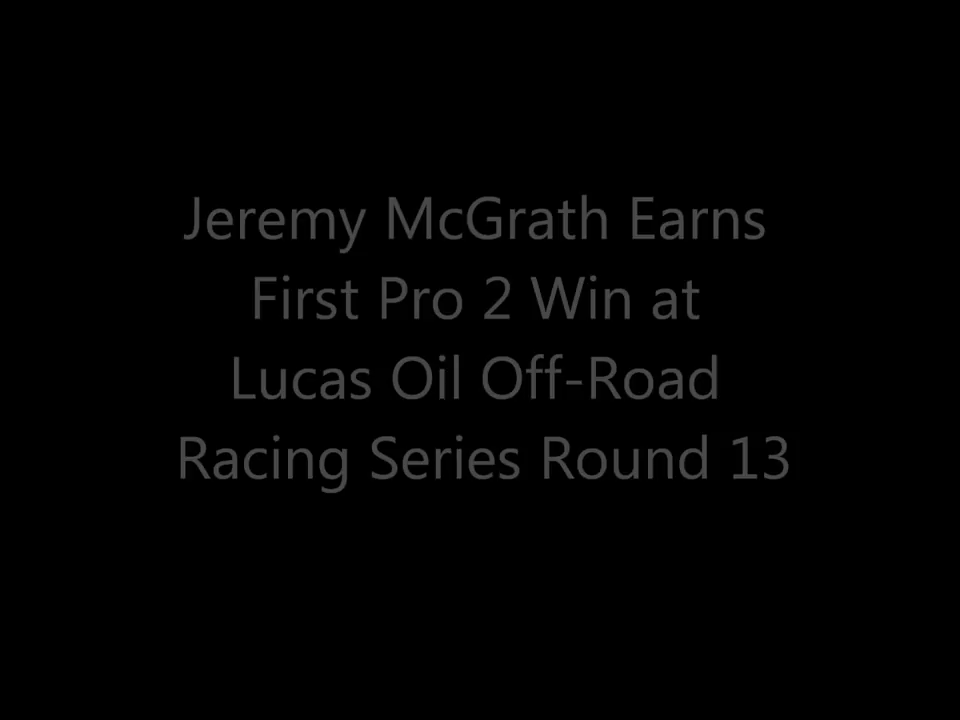 Jeremy McGrath Earns
First Pro 2 Win at
Lucas Oil Off-Road
Racing Series Round 13